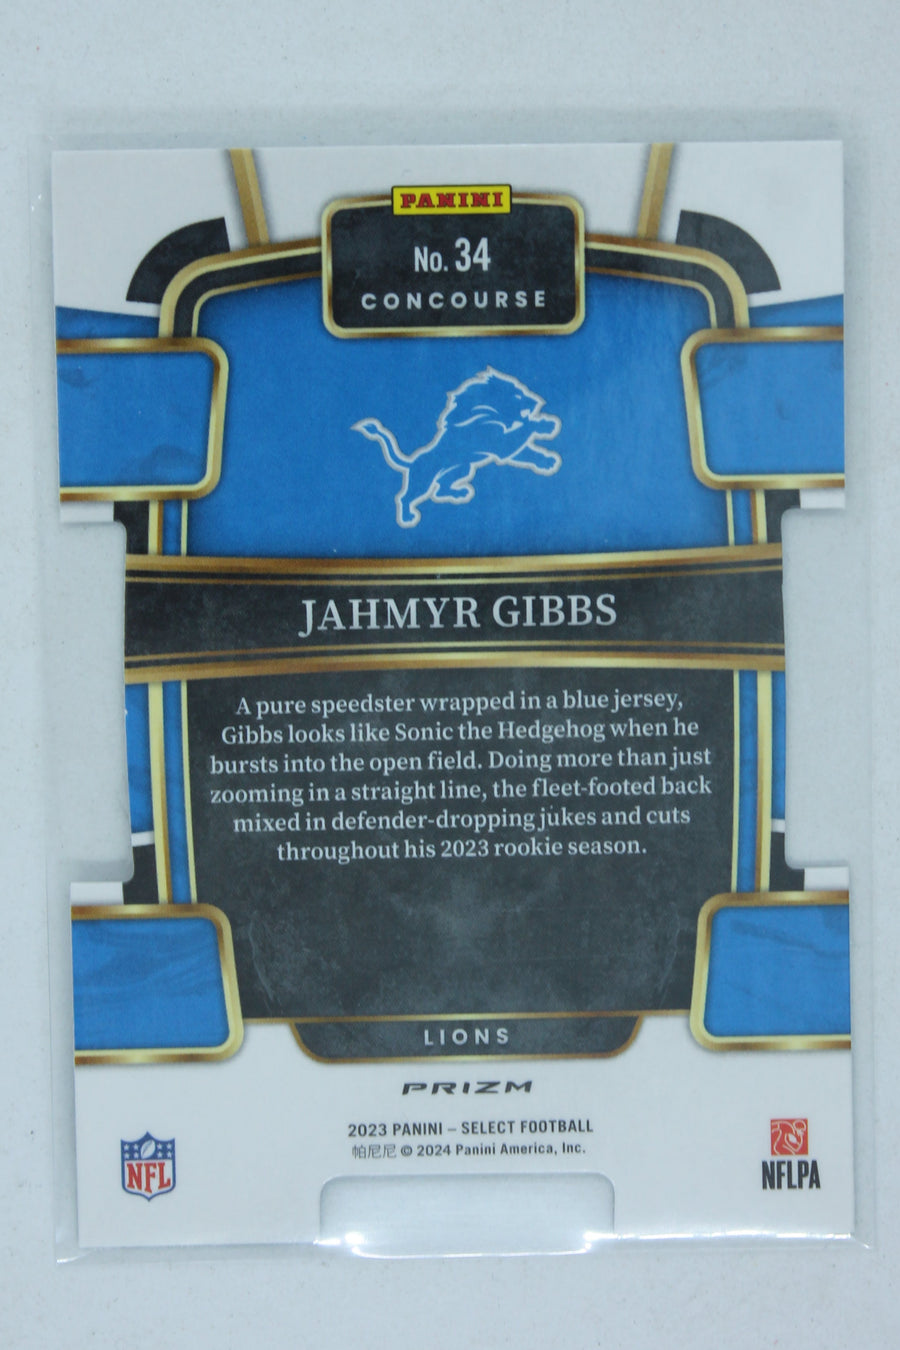 PANINI
No. 34
CONCOURSE
JAHMYR GIBBS
A pure speedster wrapped in a blue jersey,
Gibbs looks like Sonic the Hedgehog when he
bursts into the open field. Doing more than just
zooming in a straight line, the fleet-footed back
mixed in defender-dropping jukes and cuts
throughout his 2023 rookie season.
LIONS
PRIZM
2023 PANINI – SELECT FOOTBALL
帕尼尼 © 2024 Panini America, Inc.
NFL
NFLPA